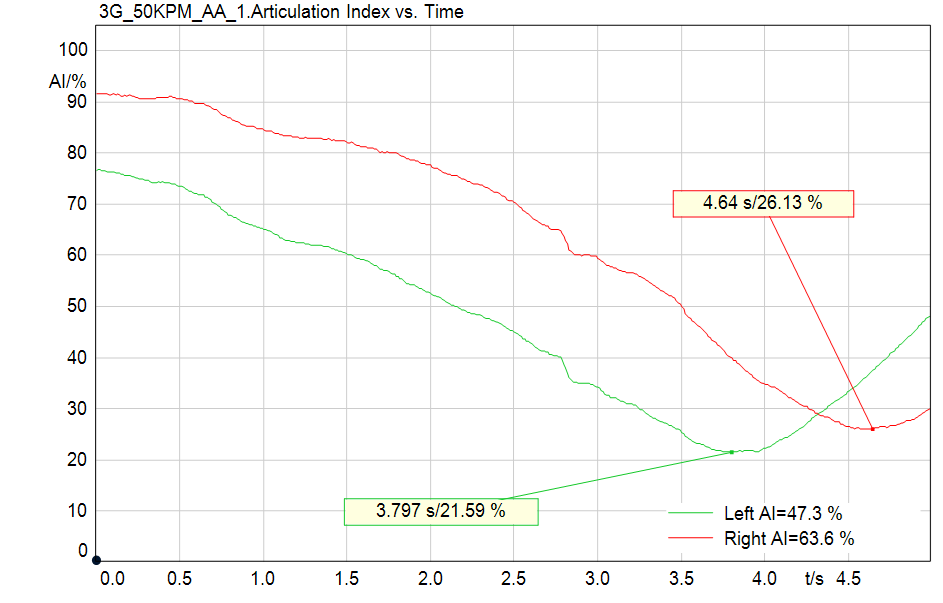 3G_50KPM_AA_1.Articulation Index vs. Time
100
AI/%
90
80
70
4.64 s/26.13 %
60
50
40
30
20
3.797 s/21.59 %
10
Left AI=47.3 %
Right AI=63.6 %
0
0.0 0.5 1.0 1.5 2.0 2.5 3.0 3.5 4.0 t/s 4.5